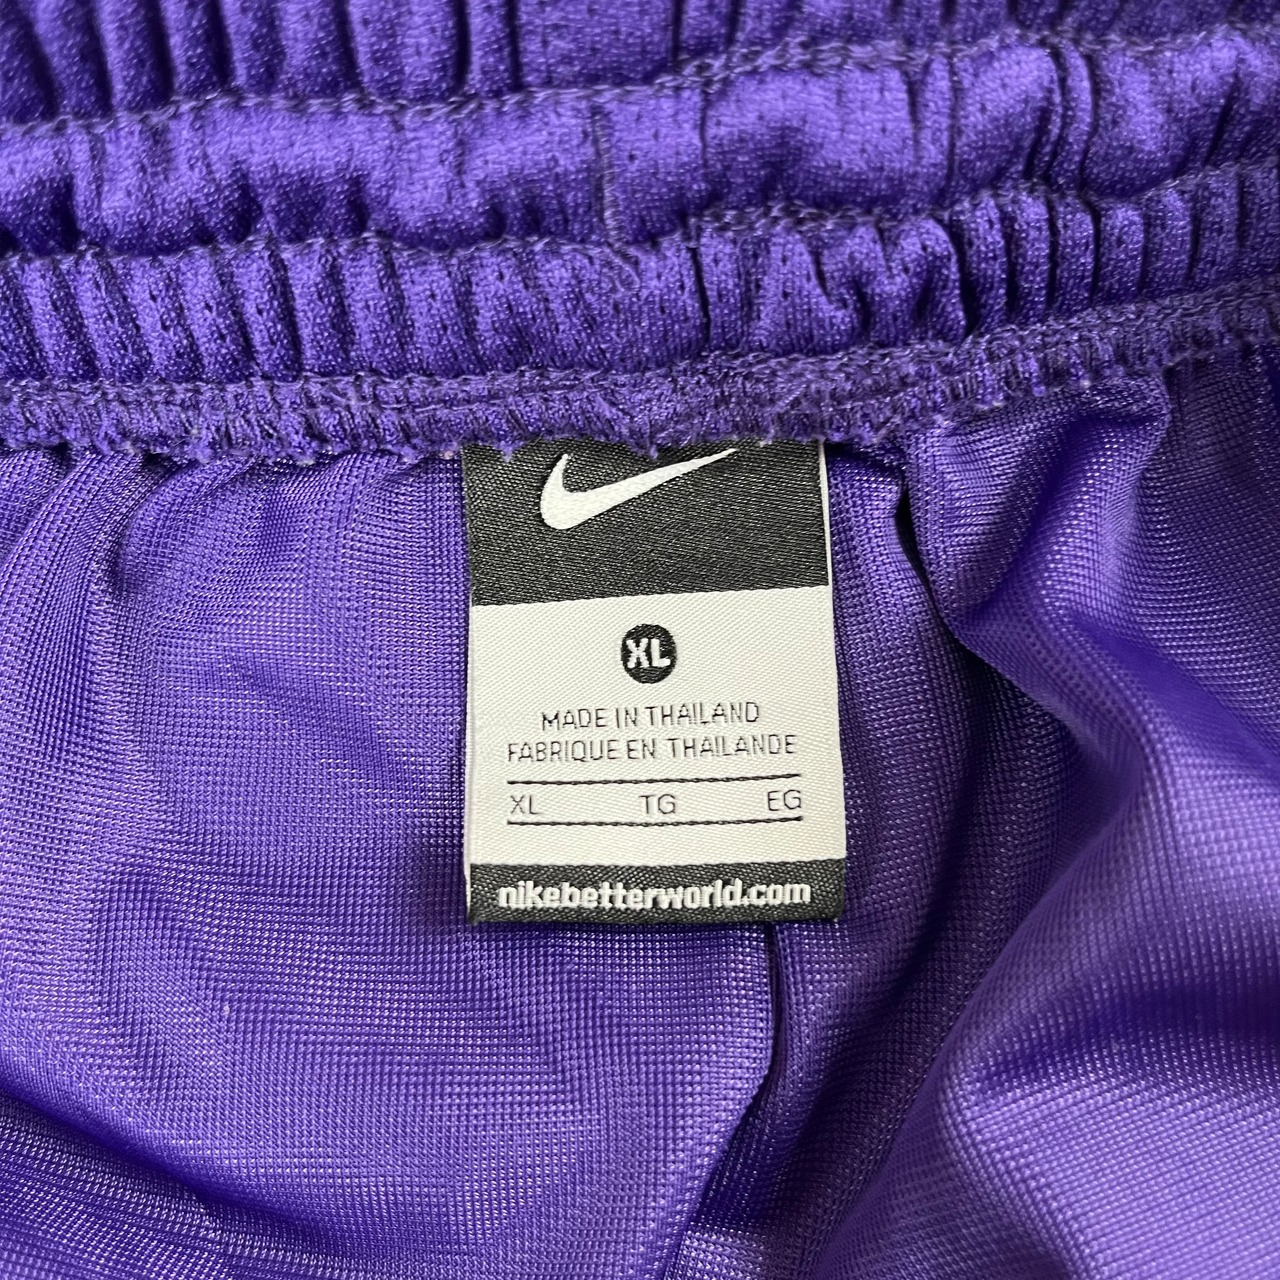 XL
MADE IN THAILAND
FABRIQUE EN THAILANDE
XL TG EG
nikebetterworld.com